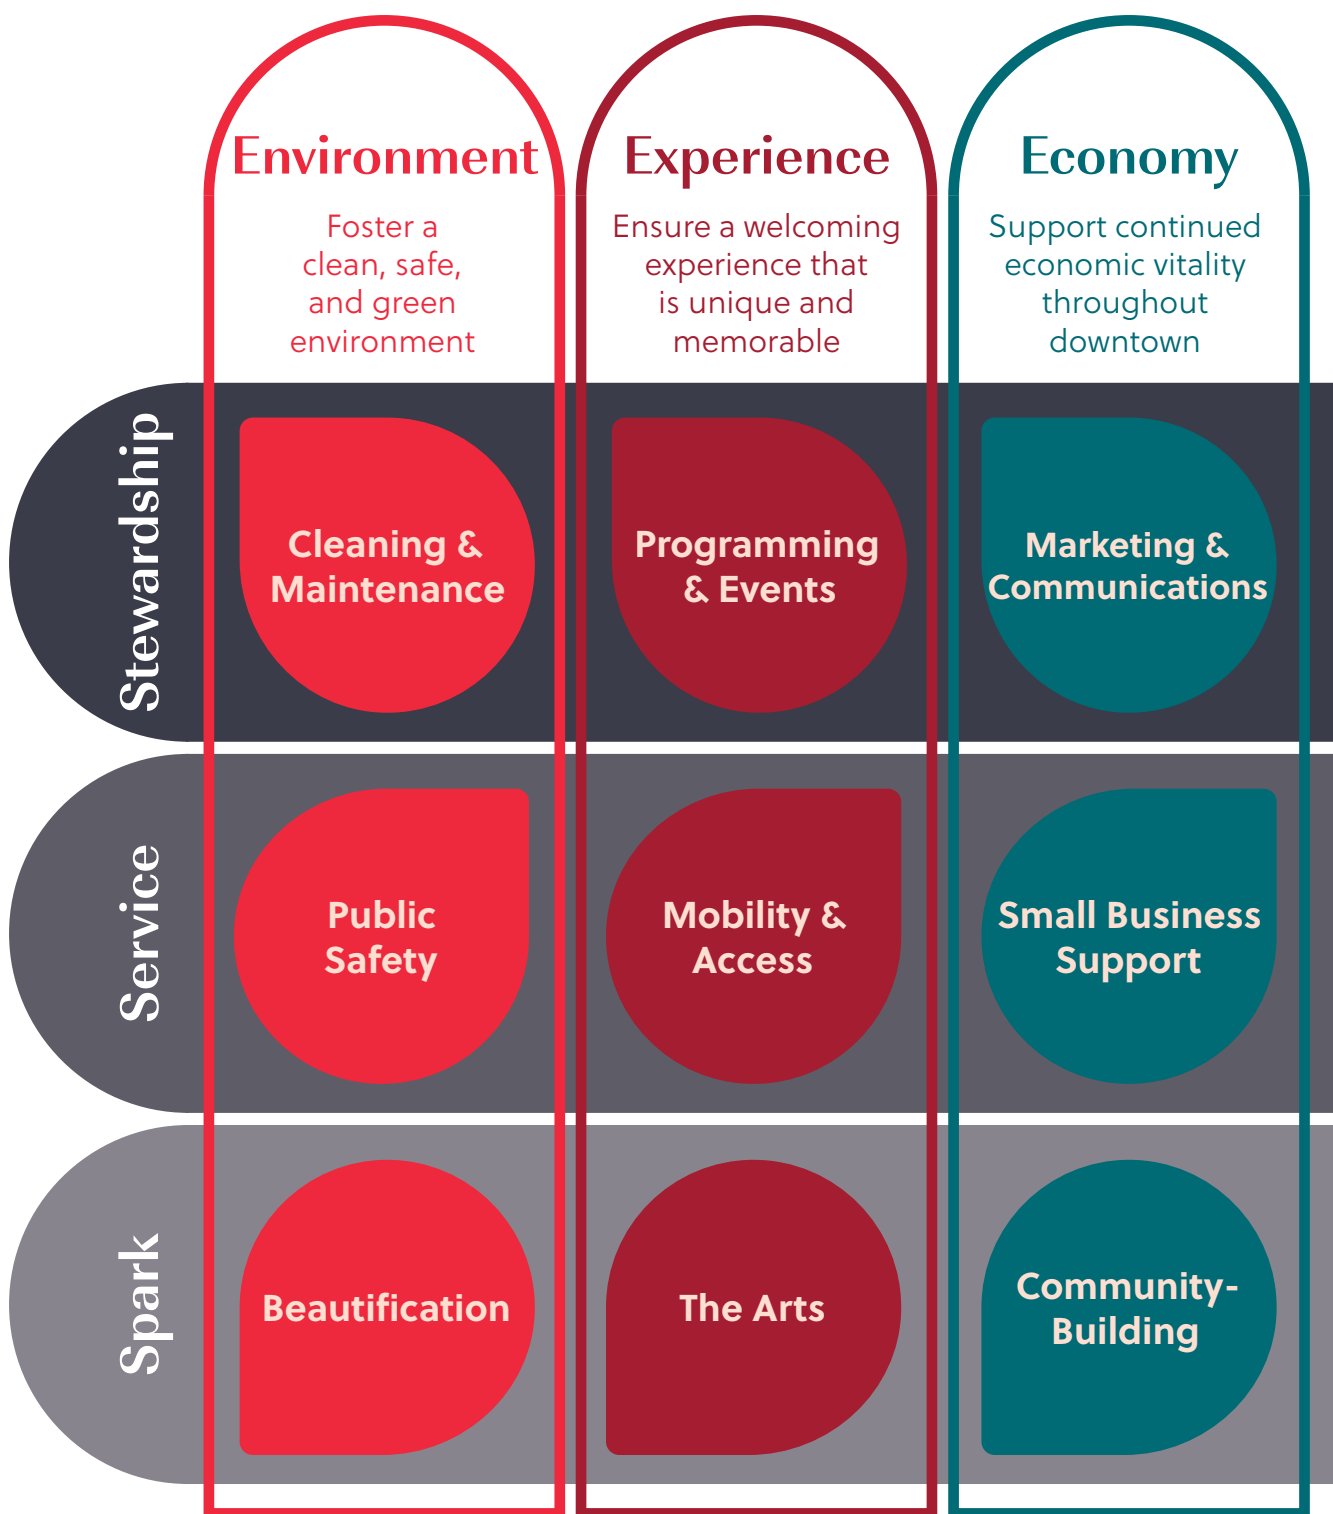 Environment
Foster a
clean, safe,
and green
environment
Experience
Ensure a welcoming
experience that
is unique and
memorable
Economy
Support continued
economic vitality
throughout
downtown
Stewardship
Cleaning &
Maintenance
Programming
& Events
Marketing &
Communications
Service
Public
Safety
Mobility &
Access
Small Business
Support
Spark
Beautification
The Arts
Community-
Building